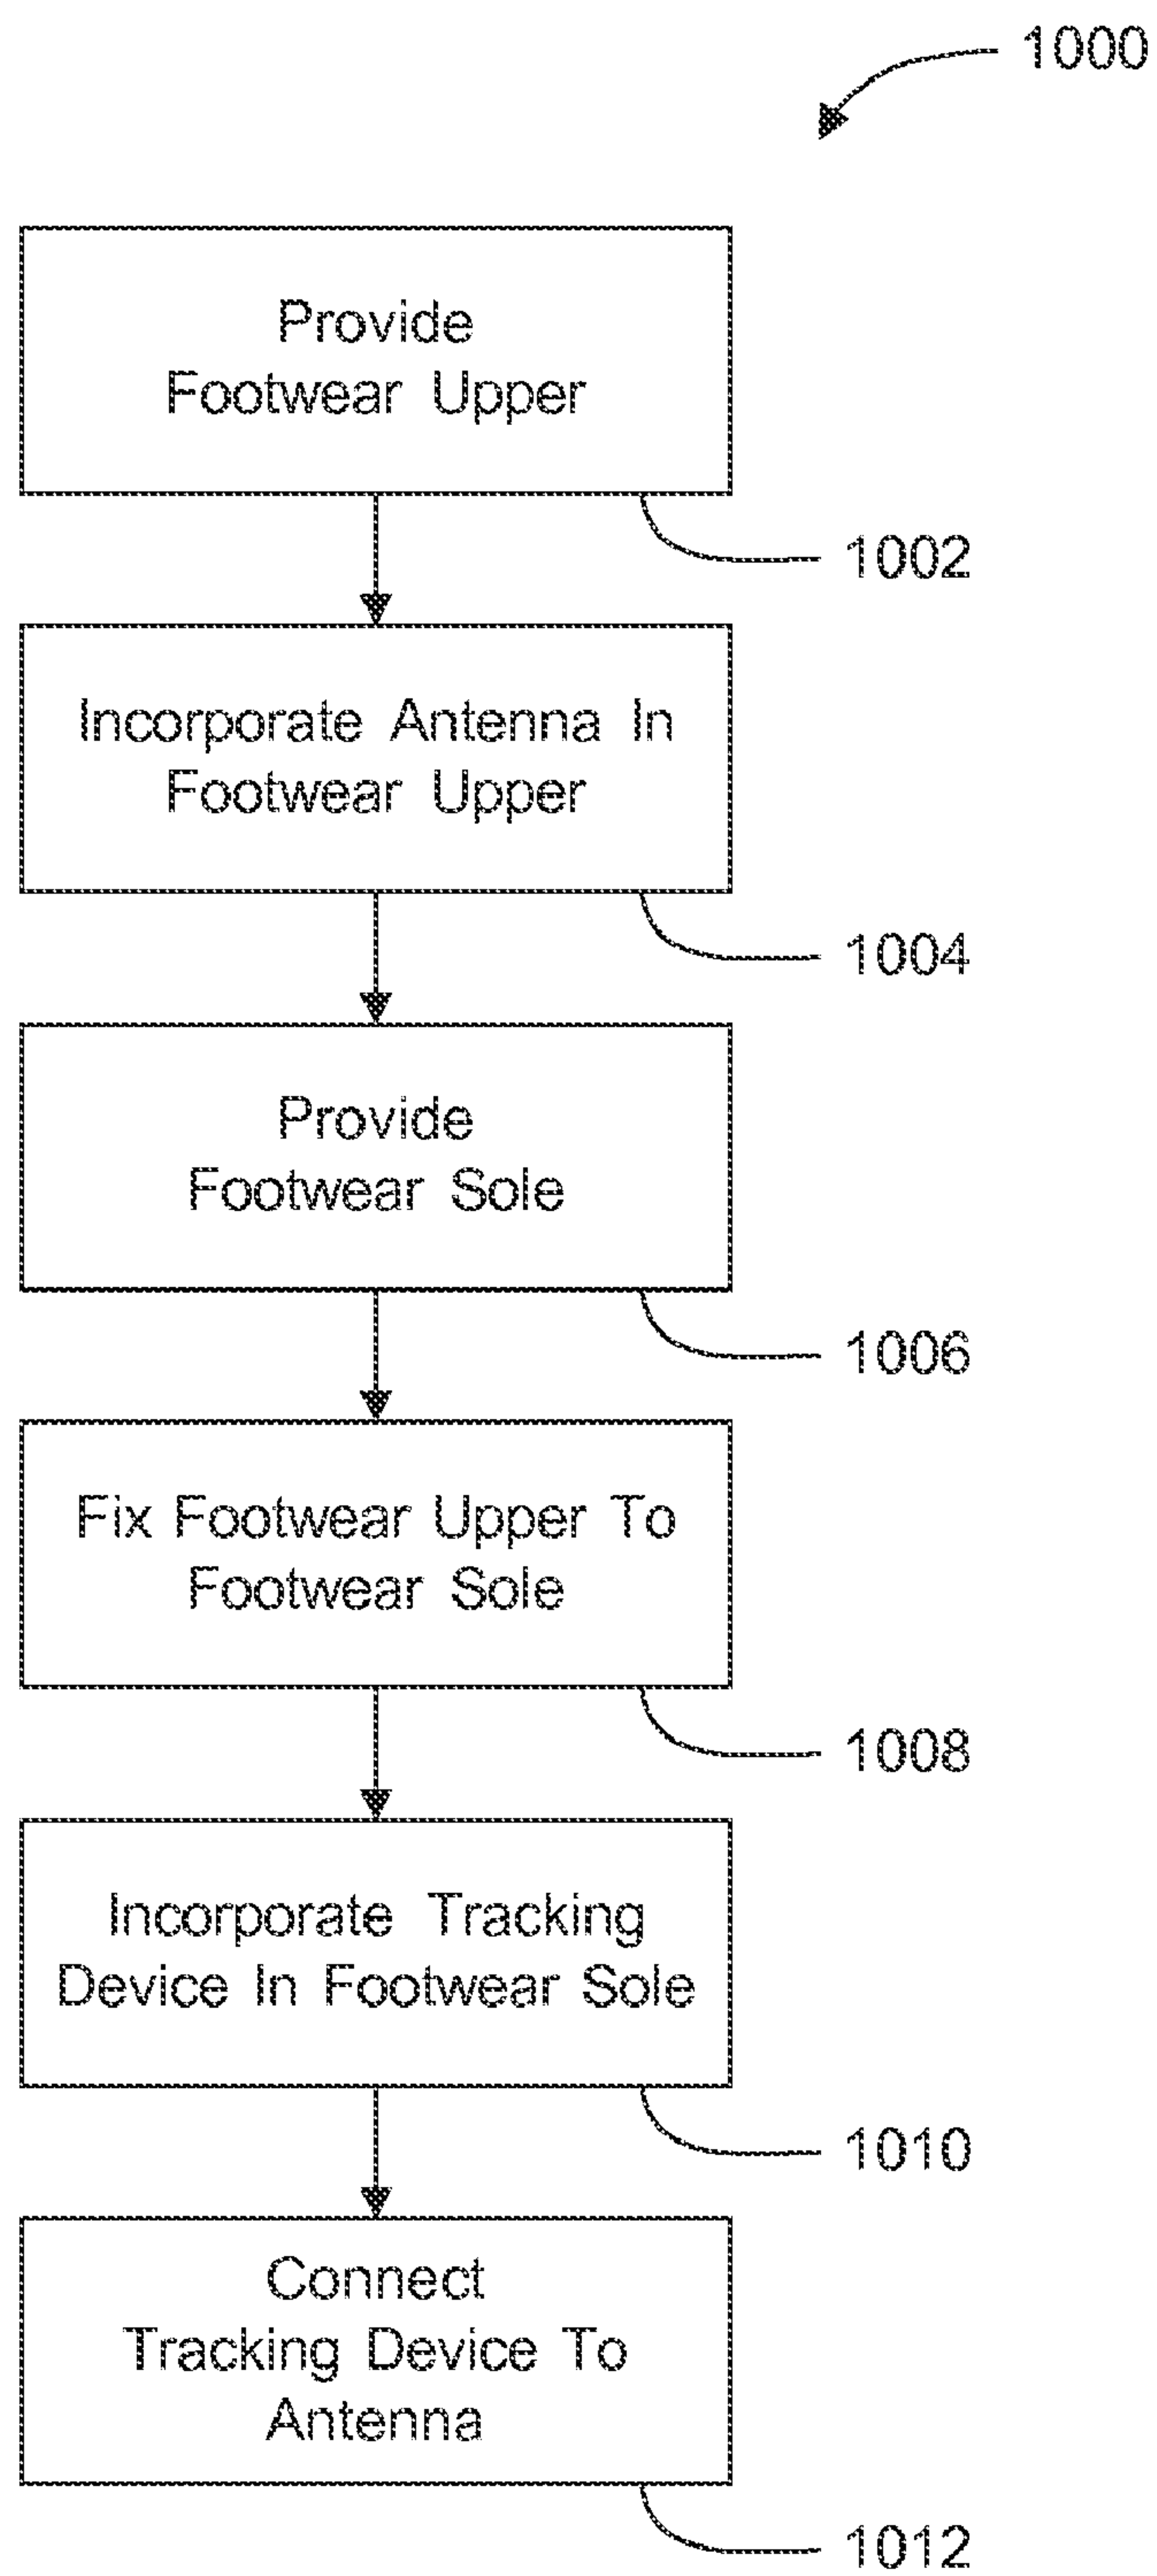 1000
Provide
Footwear Upper
1002
Incorporate Antenna In
Footwear Upper
1004
Provide
Footwear Sole
1006
Fix Footwear Upper To
Footwear Sole
1008
Incorporate Tracking
Device In Footwear Sole
1010
Connect
Tracking Device To
Antenna
1012